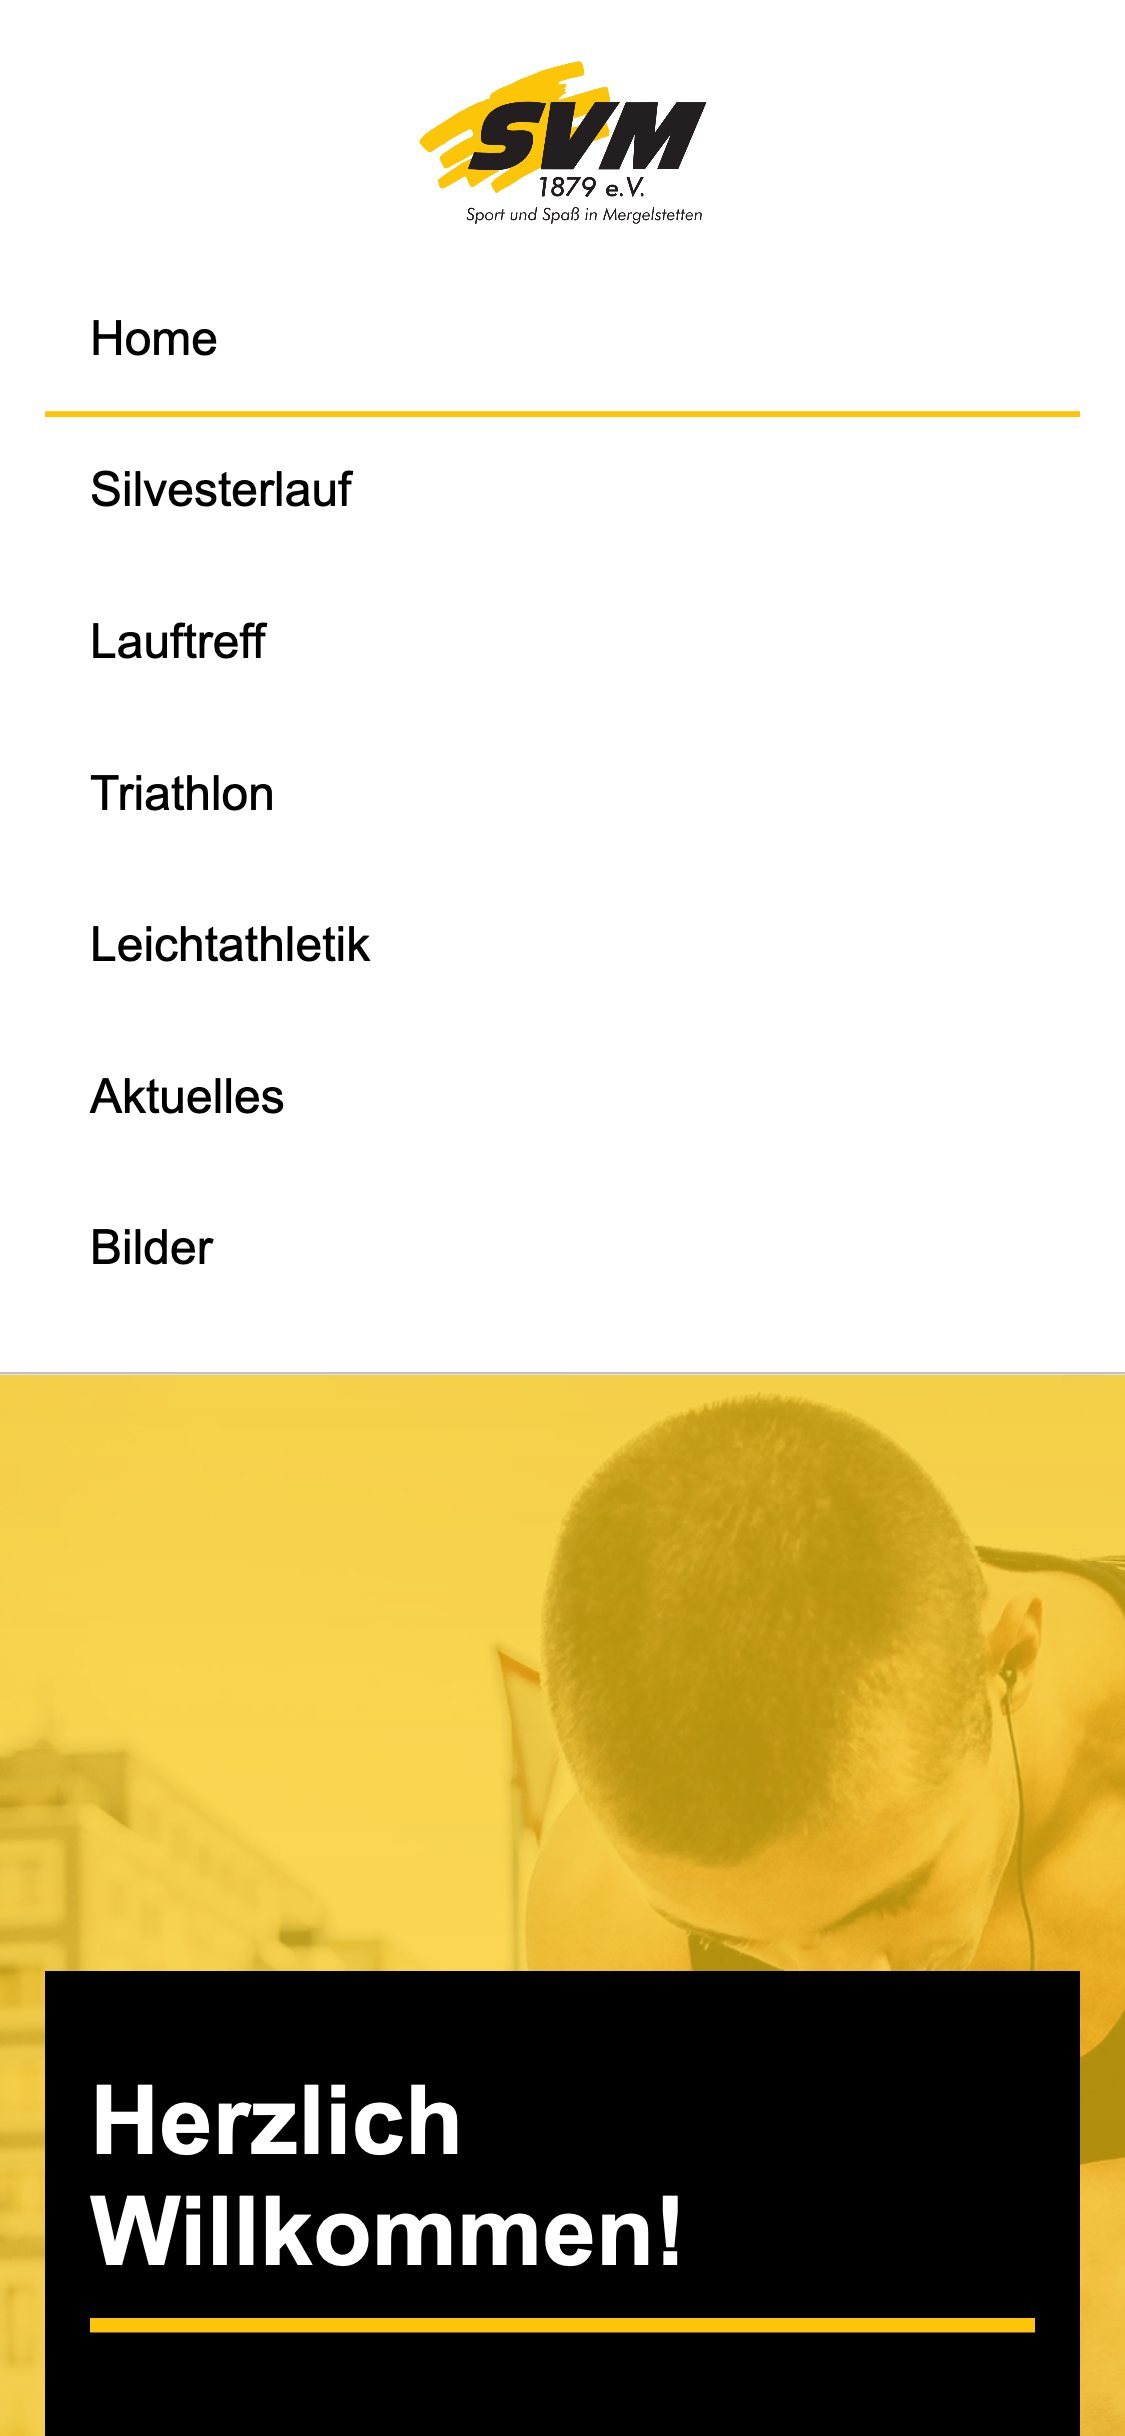 SVM
1879 e.V.
Sport und Spaß in Mergelstetten
Home
Silvesterlauf
Lauftreff
Triathlon
Leichtathletik
Aktuelles
Bilder
Herzlich
Willkommen!